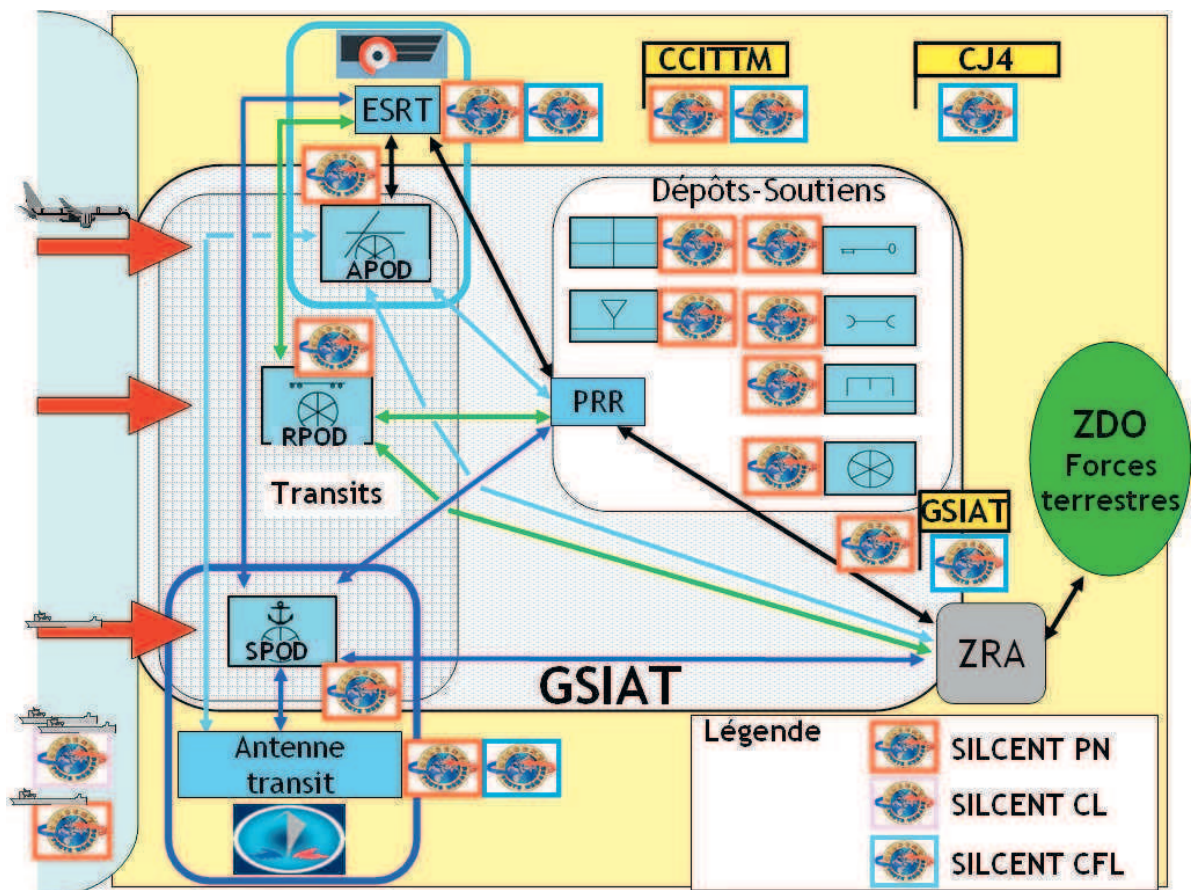 CCITTM
CJ4
ESRT
Dépôts-Soutiens
APOD
RPOD
PRR
ZDO
Forces
terrestres
Transits
GSIAT
SPOD
ZRA
GSIAT
Antenne
transit
Légende
SILCENT PN
SILCENT CL
SILCENT CFL